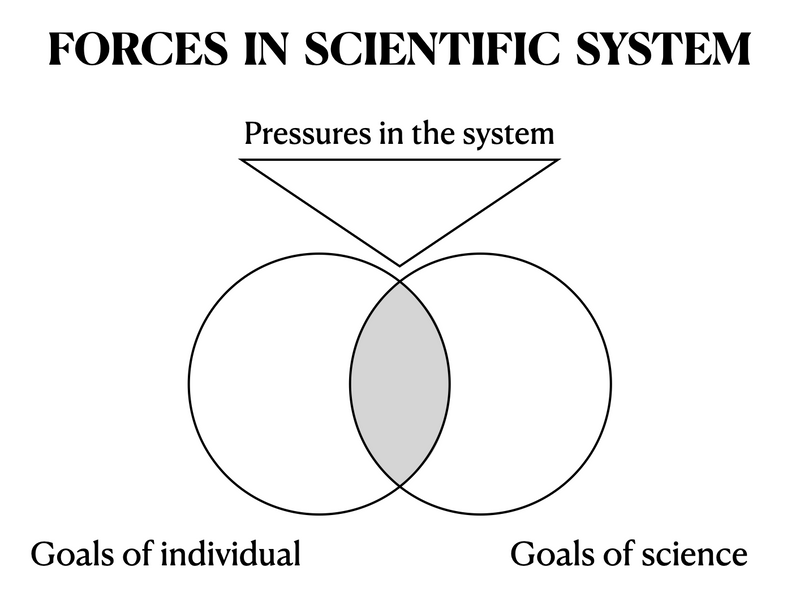 FORCES IN SCIENTIFIC SYSTEM
Pressures in the system
Goals of individual
Goals of science